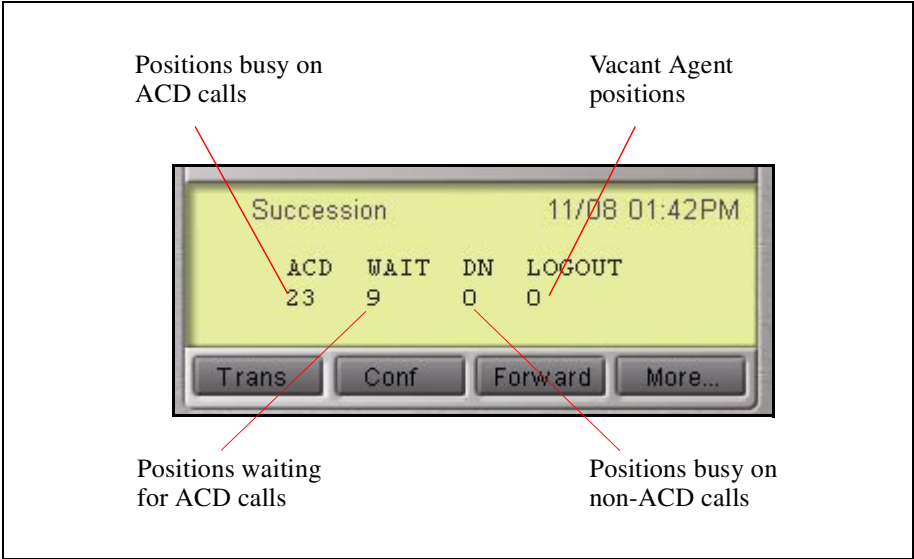 Positions busy on
ACD calls
Vacant Agent
positions
Succession 11/08 01:42PM
ACD WAIT DN LOGOUT
23 9 0 0
Trans Conf Forward More...
Positions waiting
for ACD calls
Positions busy on
non-ACD calls